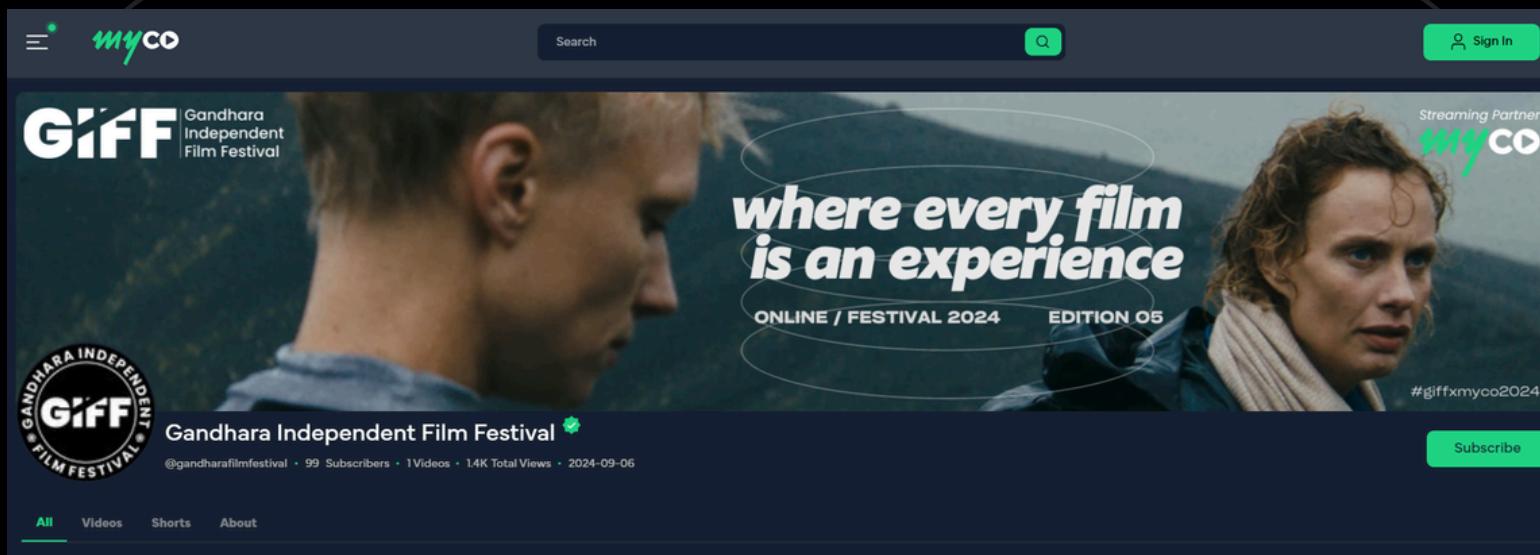 myco
Search
Sign In
GIFF
Gandhara
Independent
Film Festival
Streaming Partner
myco
where every film
is an experience
ONLINE / FESTIVAL 2024 EDITION 05
#giffxmyco2024
GANDHARA INDEPENDENT
GIFF
FILM FESTIVAL
Gandhara Independent Film Festival
@gandharafilmfestival • 99 Subscribers • 1 Videos • 1.4K Total Views • 2024-09-06
Subscribe
All Videos Shorts About